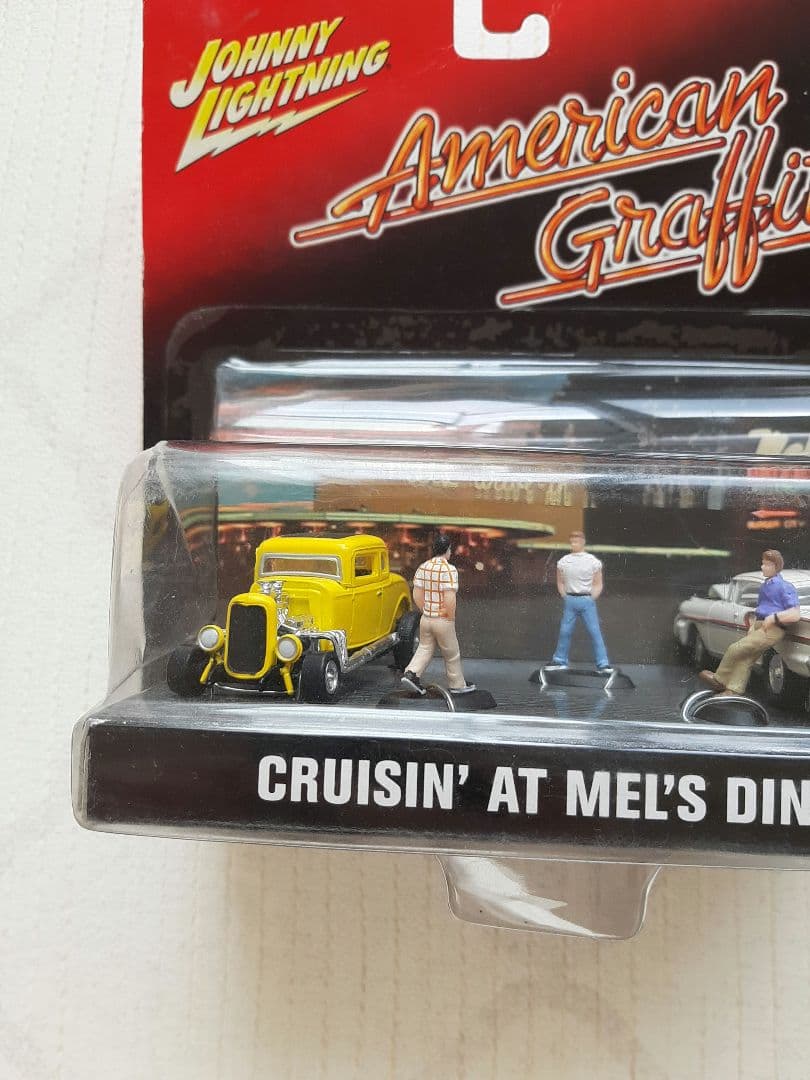 JOHNNY
LIGHTNING
American
Graffi
CRUISIN' AT MEL'S DIN